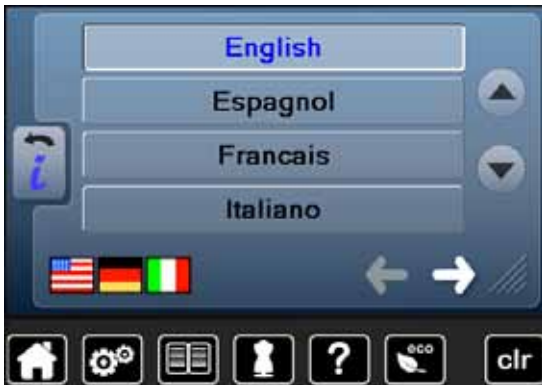 English
Espagnol
Francais
i
Italiano
? eco clr